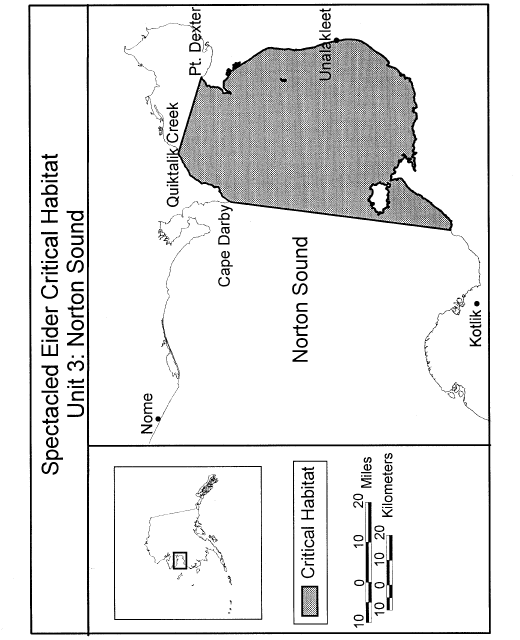 Spectacled Eider Critical Habitat
Unit 3: Norton Sound
Nome
Quiktalik Creek
Pt. Dexter
Cape Darby
Norton Sound
Unalakleet
Kotlik
Critical Habitat
10 0 10 20 Miles
10 0 10 20 Kilometers